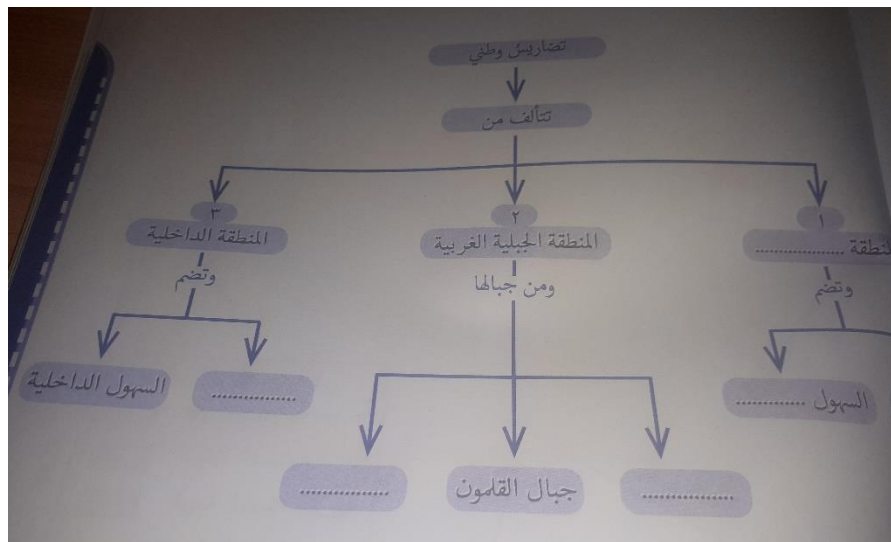 تضاريسُ وطني
تتألف من
١
لمنطقة ...................
وتضم
السهول ..............
٢
المنطقة الجبلية الغربية
ومن جبالها
..................
جبال القلمون
.................
٣
المنطقة الداخلية
وتضم
................
السهول الداخلية